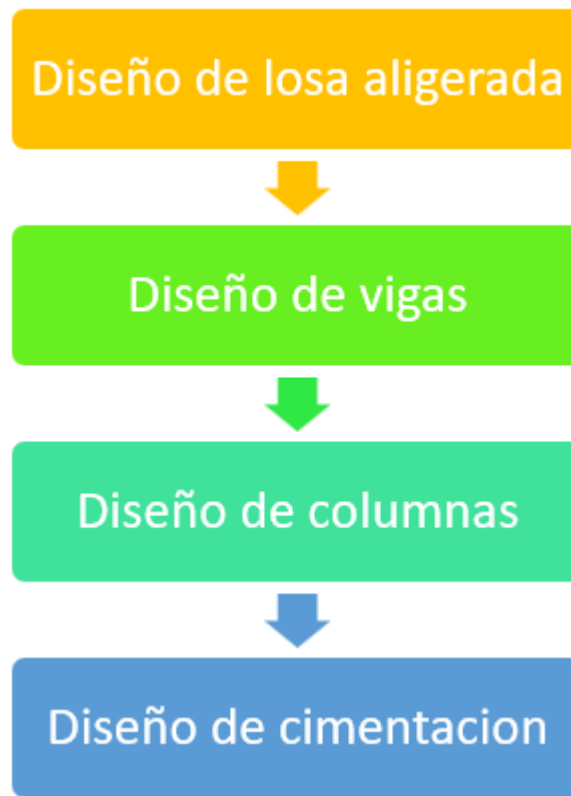 Diseño de losa aligerada
Diseño de vigas
Diseño de columnas
Diseño de cimentacion